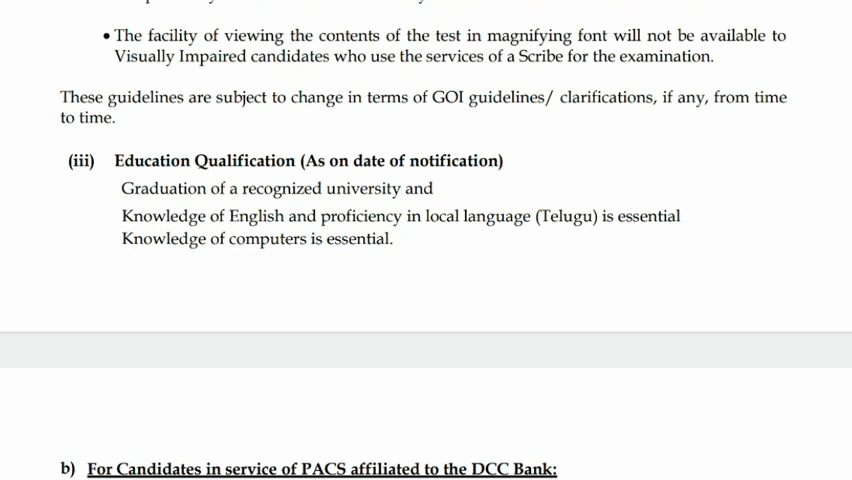 • The facility of viewing the contents of the test in magnifying font will not be available to
Visually Impaired candidates who use the services of a Scribe for the examination.
These guidelines are subject to change in terms of GOI guidelines/ clarifications, if any, from time
to time.
(iii) Education Qualification (As on date of notification)
Graduation of a recognized university and
Knowledge of English and proficiency in local language (Telugu) is essential
Knowledge of computers is essential.
b) For Candidates in service of PACS affiliated to the DCC Bank: